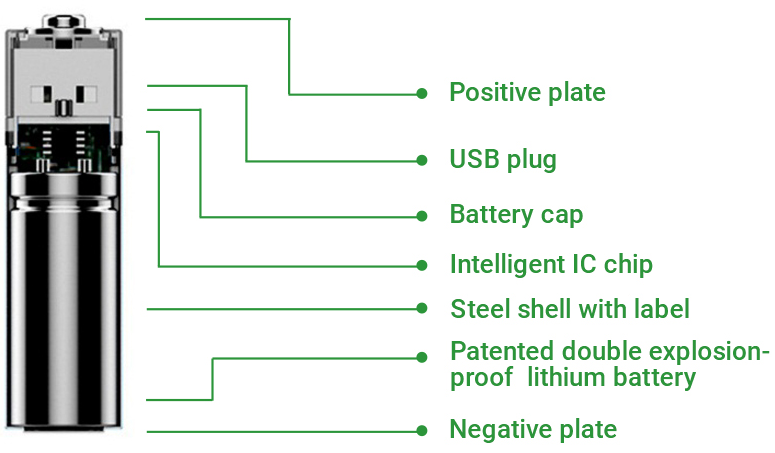 Positive plate
USB plug
Battery cap
Intelligent IC chip
Steel shell with label
Patented double explosion-
proof lithium battery
Negative plate